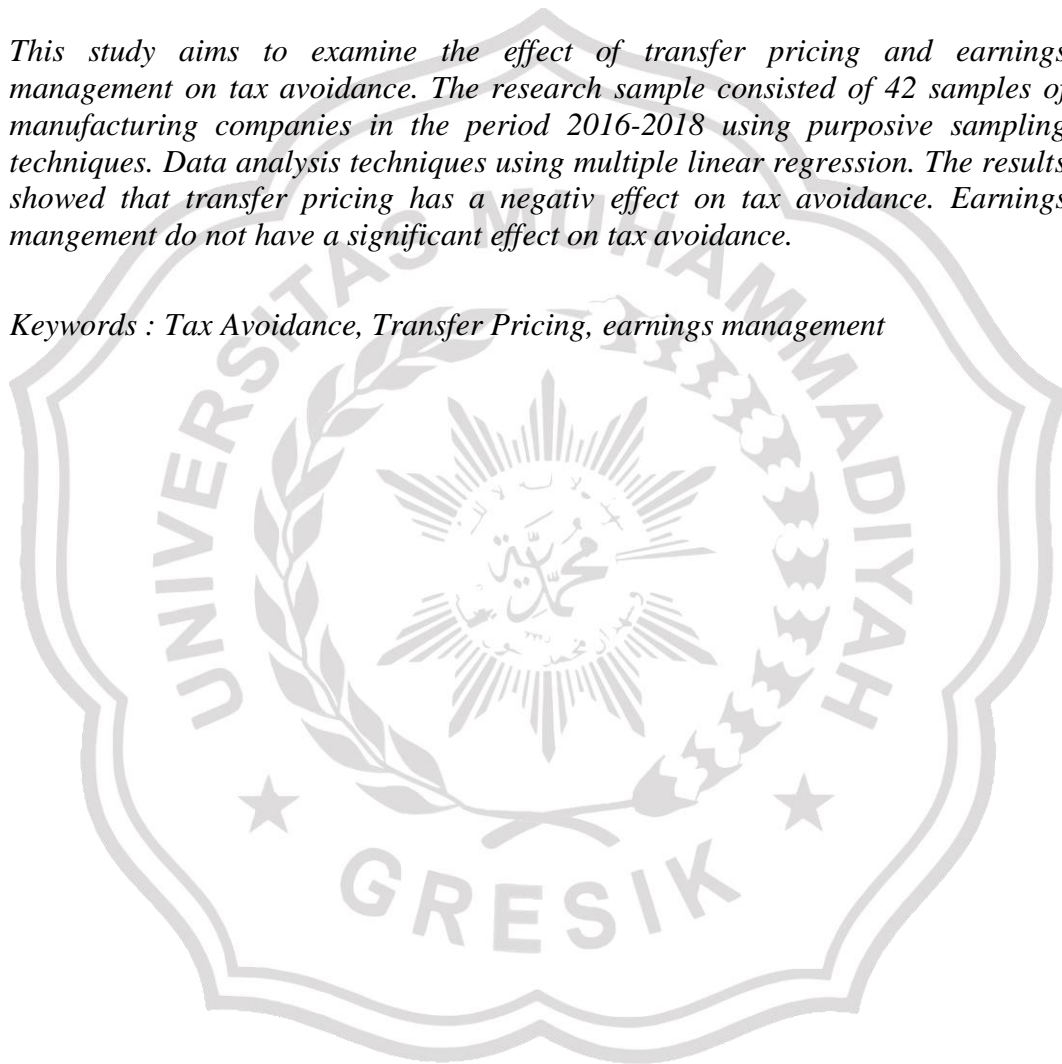 This study aims to examine the effect of transfer pricing and earnings
management on tax avoidance. The research sample consisted of 42 samples of
manufacturing companies in the period 2016-2018 using purposive sampling
techniques. Data analysis techniques using multiple linear regression. The results
showed that transfer pricing has a negativ effect on tax avoidance. Earnings
mangement do not have a significant effect on tax avoidance.
Keywords : Tax Avoidance, Transfer Pricing, earnings management
UNIVERSITAS MUHAMMADIYAH
محمدية
GRESIK